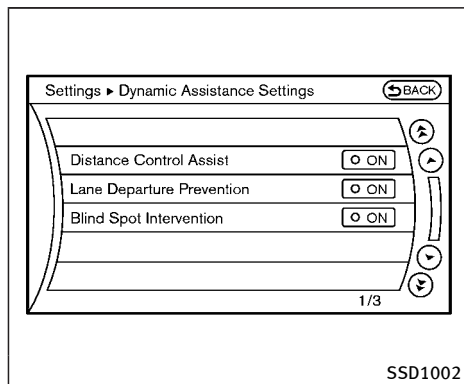 Settings ▸ Dynamic Assistance Settings BACK
Distance Control Assist ON
Lane Departure Prevention ON
Blind Spot Intervention ON
1/3
SSD1002